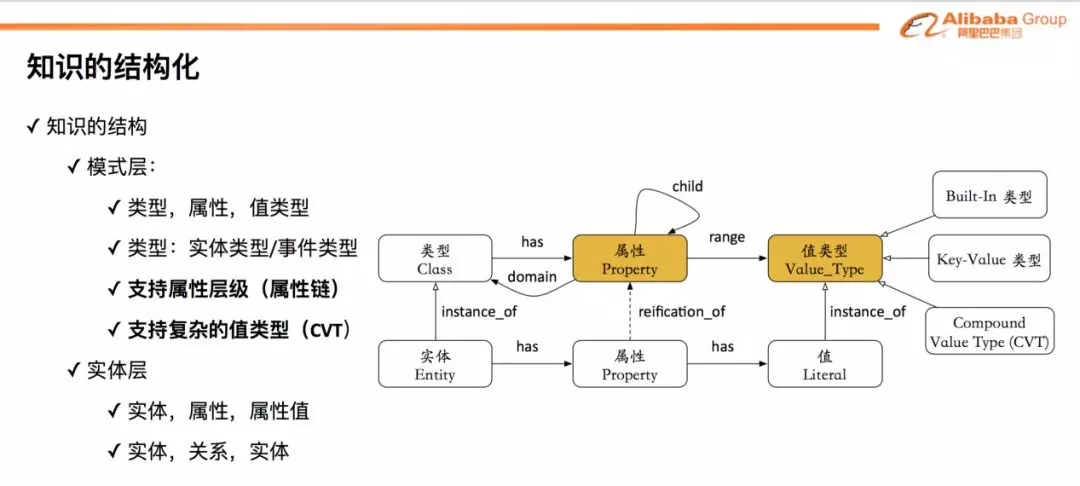 Alibaba Group
阿里巴巴集团
知识的结构化
✓ 知识的结构
✓ 模式层：
✓ 类型，属性，值类型
✓ 类型：实体类型/事件类型
✓ 支持属性层级（属性链）
✓ 支持复杂的值类型（CVT）
✓ 实体层
✓ 实体，属性，属性值
✓ 实体，关系，实体
child
Built-In 类型
类型
Class
has
属性
Property
range
值类型
Value_Type
Key-Value 类型
domain
instance_of
reification_of
instance_of
Compound
Value Type (CVT)
实体
Entity
has
属性
Property
has
值
Literal